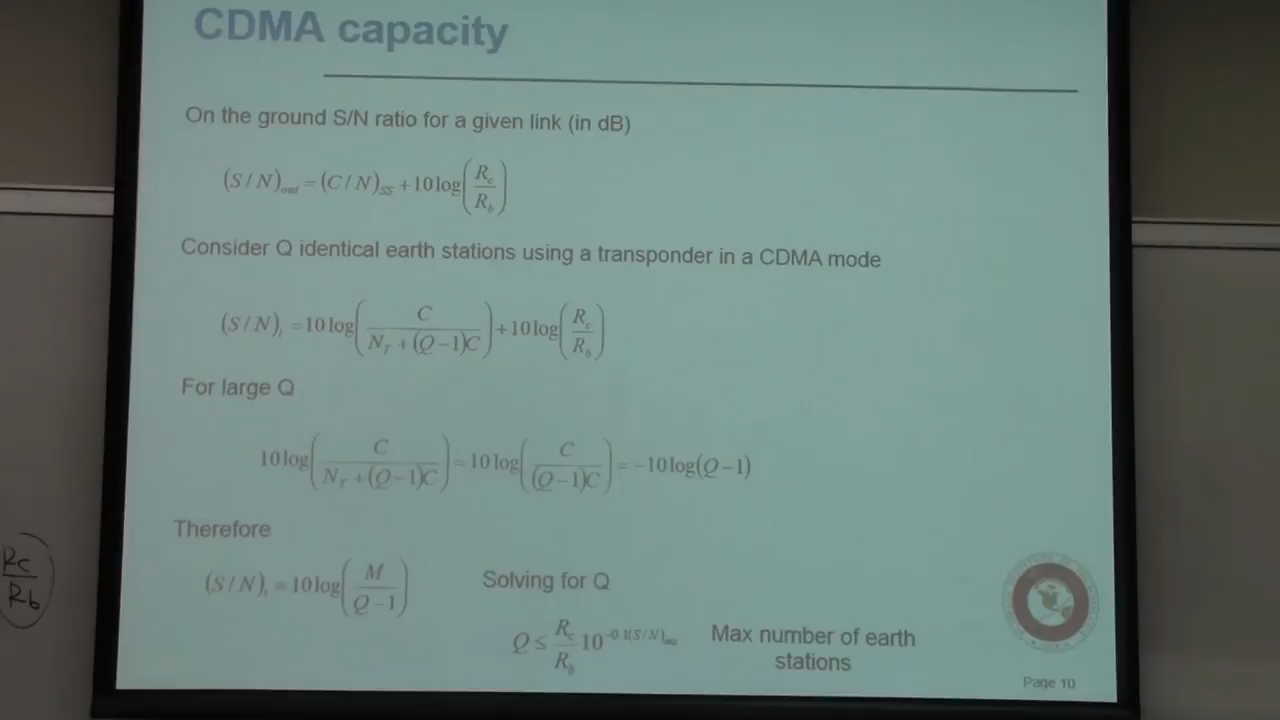 CDMA capacity
On the ground S/N ratio for a given link (in dB)
(S/N)out = (C/N)SS + 10 log(Rc/Rb)
Consider Q identical earth stations using a transponder in a CDMA mode
(S/N)i = 10 log(C/(NT + (Q−1)C)) + 10 log(Rc/Rb)
For large Q
10 log(C/(NT + (Q−1)C)) ≈ 10 log(C/((Q−1)C)) = −10 log(Q−1)
Therefore
(S/N)i ≈ 10 log(M/(Q−1))
Solving for Q
Q ≤ Rc/Rb 10^−0.1(S/N)out
Max number of earth
stations
Page 10
Rc/Rb